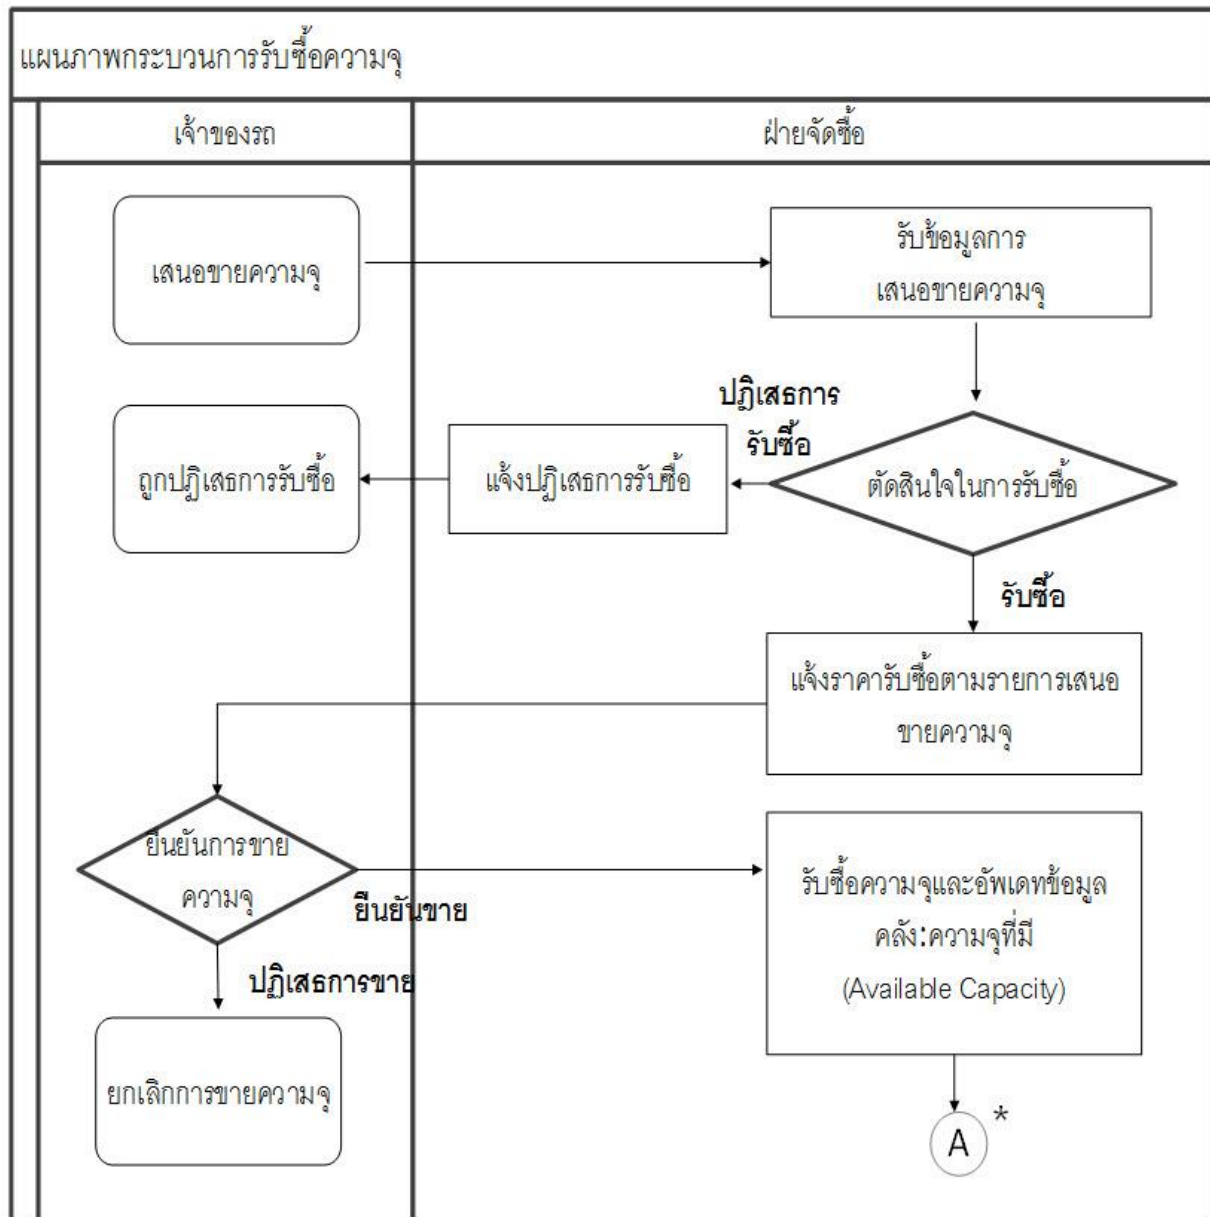 แผนภาพกระบวนการรับซื้อความจุ
เจ้าของรถ
ฝ่ายจัดซื้อ
เสนอขายความจุ
รับข้อมูลการ
เสนอขายความจุ
ปฏิเสธการ
รับซื้อ
ถูกปฏิเสธการรับซื้อ
แจ้งปฏิเสธการรับซื้อ
ตัดสินใจในการรับซื้อ
รับซื้อ
แจ้งราคารับซื้อตามรายการเสนอ
ขายความจุ
ยืนยันการขาย
ความจุ
ยืนยันขาย
รับซื้อความจุและอัพเดทข้อมูล
คลัง:ความจุที่มี
(Available Capacity)
ปฏิเสธการขาย
ยกเลิกการขายความจุ
A *